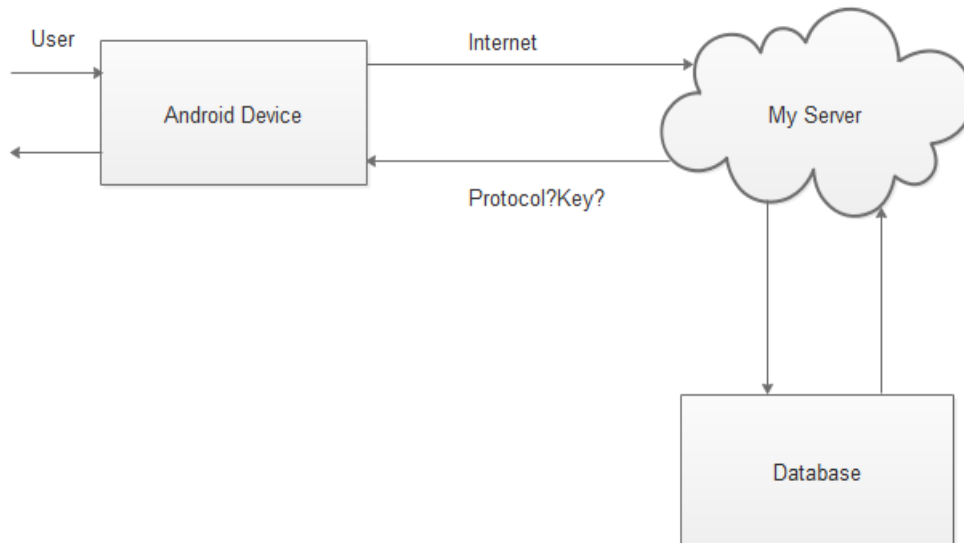 User
Internet
Android Device
My Server
Protocol?Key?
Database